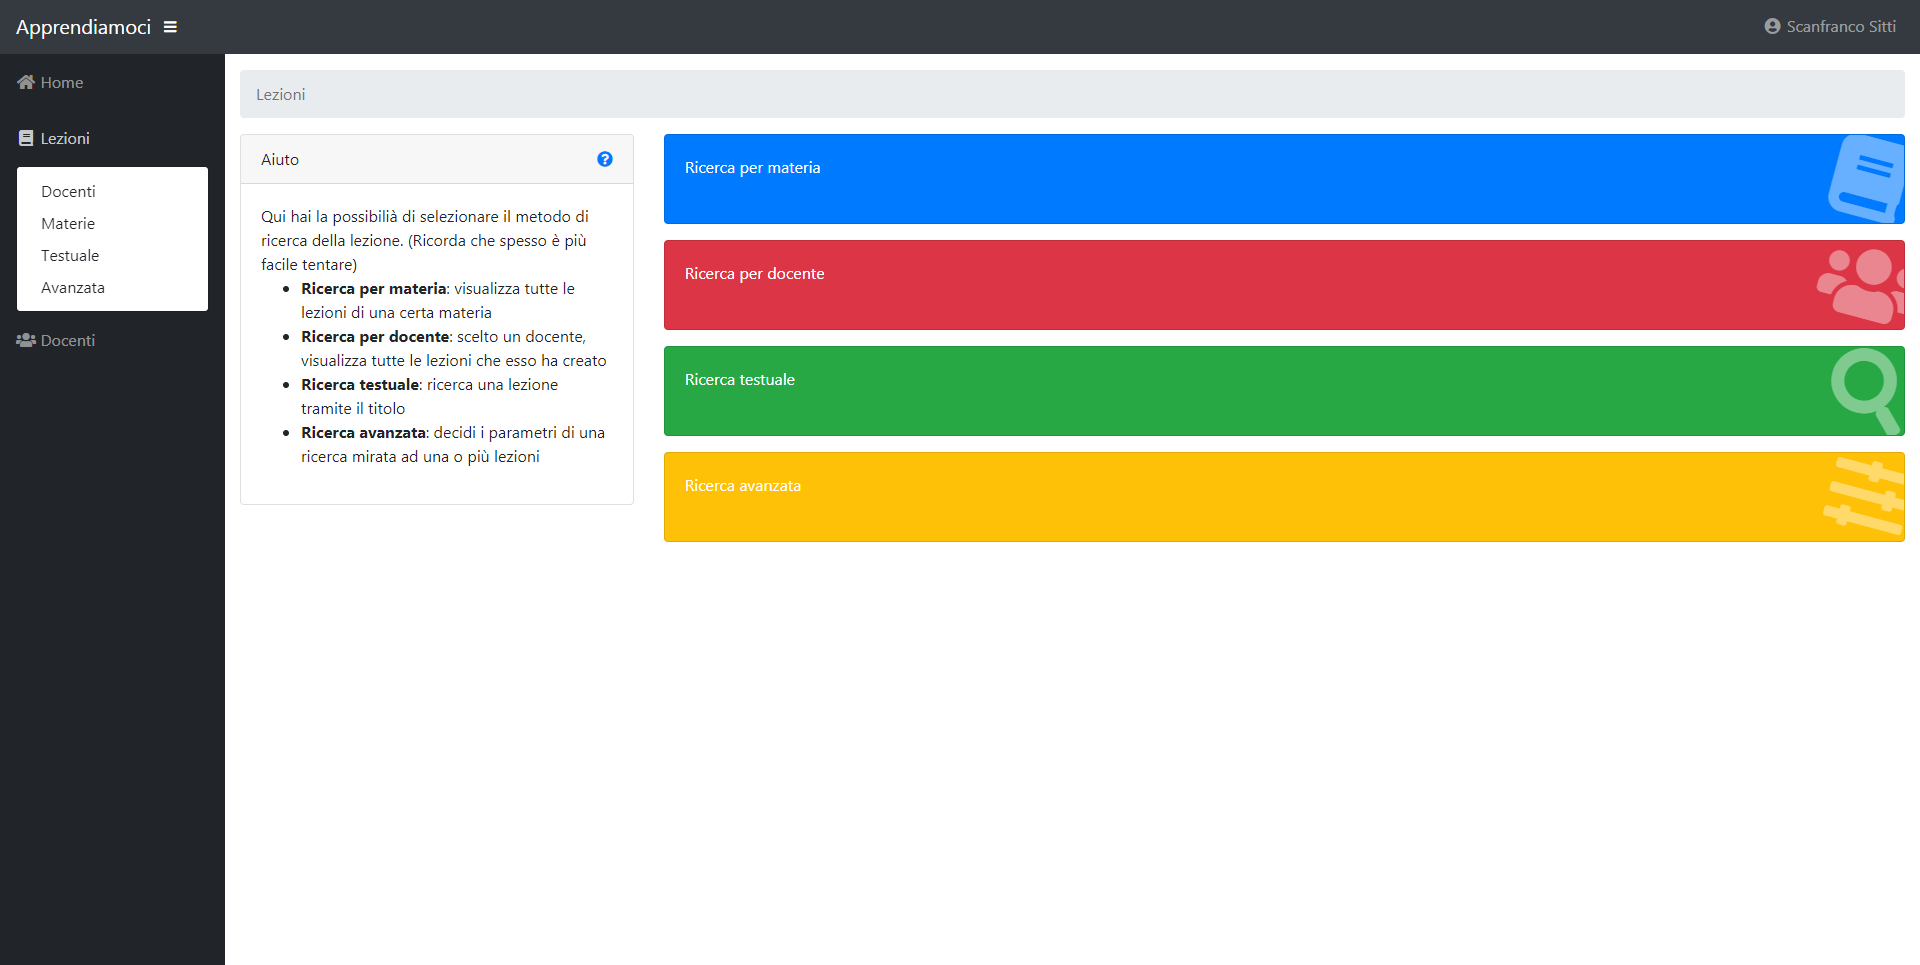 Apprendiamoci
Scanfranco Sitti
Home
Lezioni
Docenti
Materie
Testuale
Avanzata
Docenti
Lezioni
Aiuto
Qui hai la possibilià di selezionare il metodo di
ricerca della lezione. (Ricorda che spesso è più
facile tentare)
• Ricerca per materia: visualizza tutte le
lezioni di una certa materia
• Ricerca per docente: scelto un docente,
visualizza tutte le lezioni che esso ha creato
• Ricerca testuale: ricerca una lezione
tramite il titolo
• Ricerca avanzata: decidi i parametri di una
ricerca mirata ad una o più lezioni
Ricerca per materia
Ricerca per docente
Ricerca testuale
Ricerca avanzata